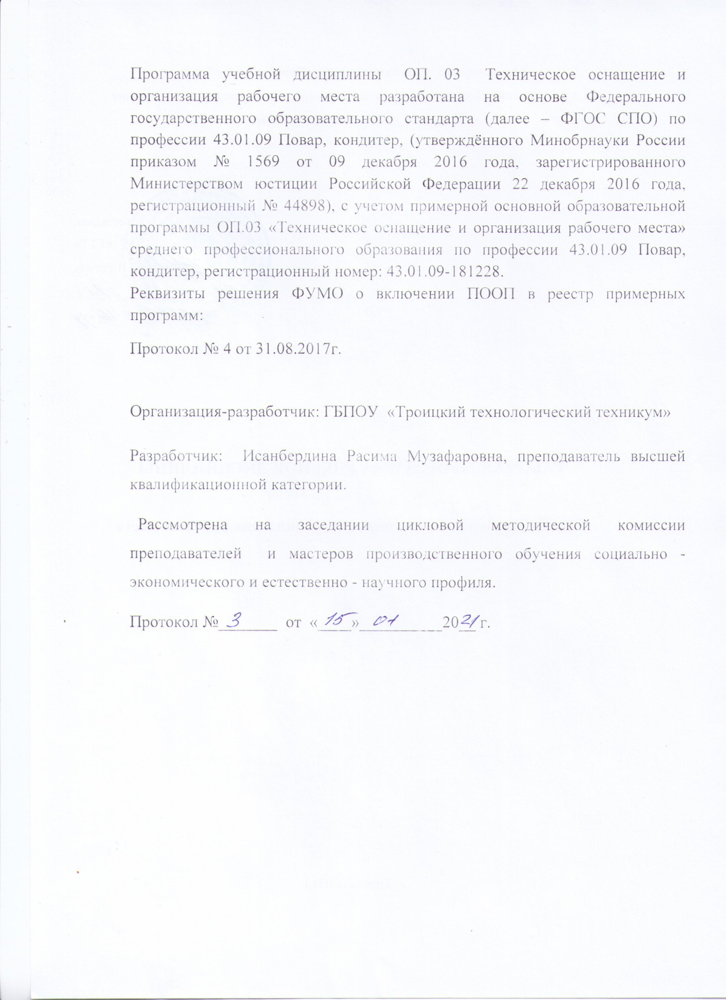 Программа учебной дисциплины ОП. 03 Техническое оснащение и
организация рабочего места разработана на основе Федерального
государственного образовательного стандарта (далее – ФГОС СПО) по
профессии 43.01.09 Повар, кондитер, (утверждённого Минобрнауки России
приказом № 1569 от 09 декабря 2016 года, зарегистрированного
Министерством юстиции Российской Федерации 22 декабря 2016 года,
регистрационный № 44898), с учетом примерной основной образовательной
программы ОП.03 «Техническое оснащение и организация рабочего места»
среднего профессионального образования по профессии 43.01.09 Повар,
кондитер, регистрационный номер: 43.01.09-181228.
Реквизиты решения ФУМО о включении ПООП в реестр примерных
программ:
Протокол № 4 от 31.08.2017г.
Организация-разработчик: ГБПОУ «Троицкий технологический техникум»
Разработчик: Исанбердина Расима Музафаровна, преподаватель высшей
квалификационной категории.
Рассмотрена на заседании цикловой методической комиссии
преподавателей и мастеров производственного обучения социально -
экономического и естественно - научного профиля.
Протокол № 3 от «15» 01 2021 г.